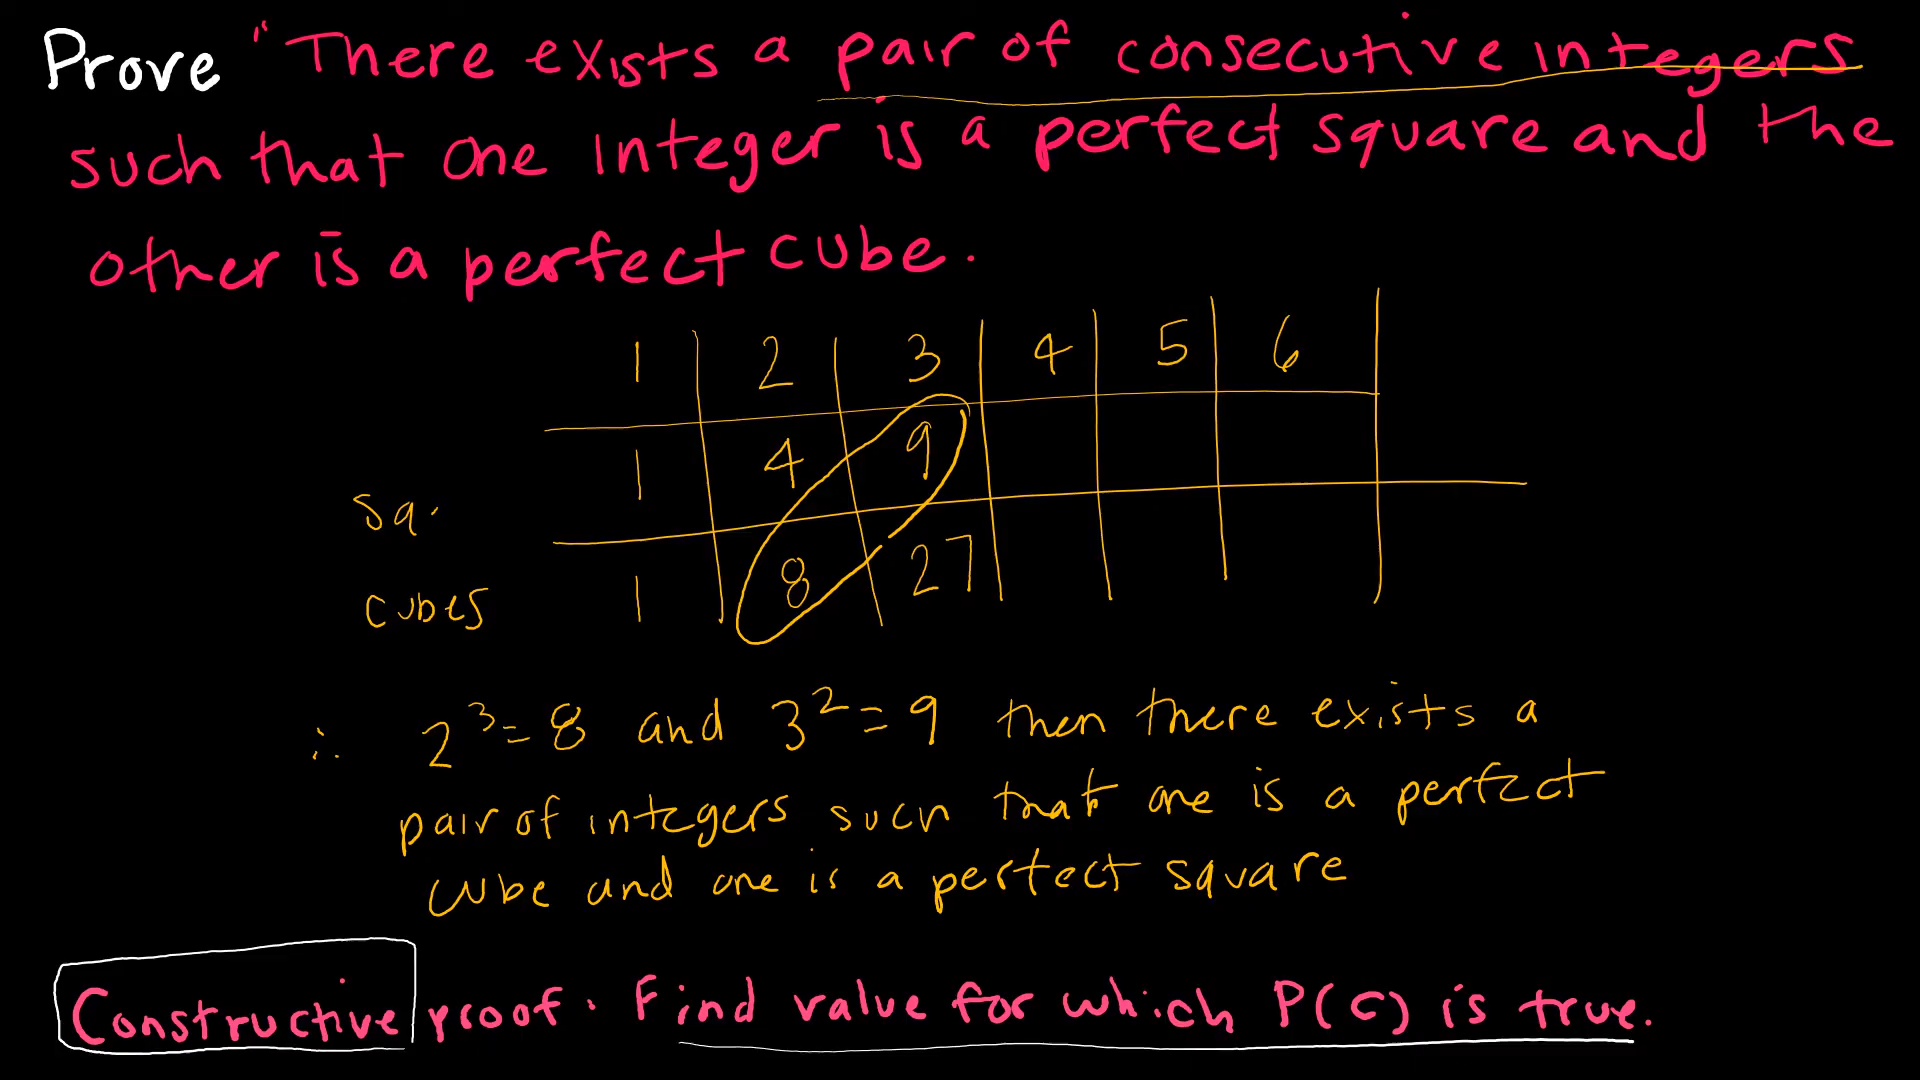 Prove "There exists a pair of consecutive integers
such that one integer is a perfect square and the
other is a perfect cube.
1 2 3 4 5 6
sq. 1 4 9
cubes 1 8 27
∴ 2³=8 and 3²=9 then there exists a
pair of integers such that one is a perfect
cube and one is a perfect square
Constructive proof. Find value for which P(c) is true.